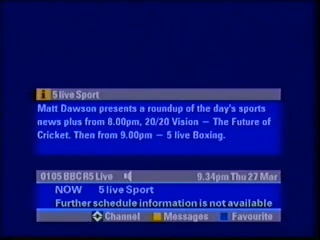 i 5 live Sport
Matt Dawson presents a roundup of the day's sports
news plus from 8.00pm, 20/20 Vision – The Future of
Cricket. Then from 9.00pm – 5 live Boxing.
0105 BBC R5 Live 9.34pm Thu 27 Mar
NOW 5 live Sport
Further schedule information is not available
Channel Messages Favourite